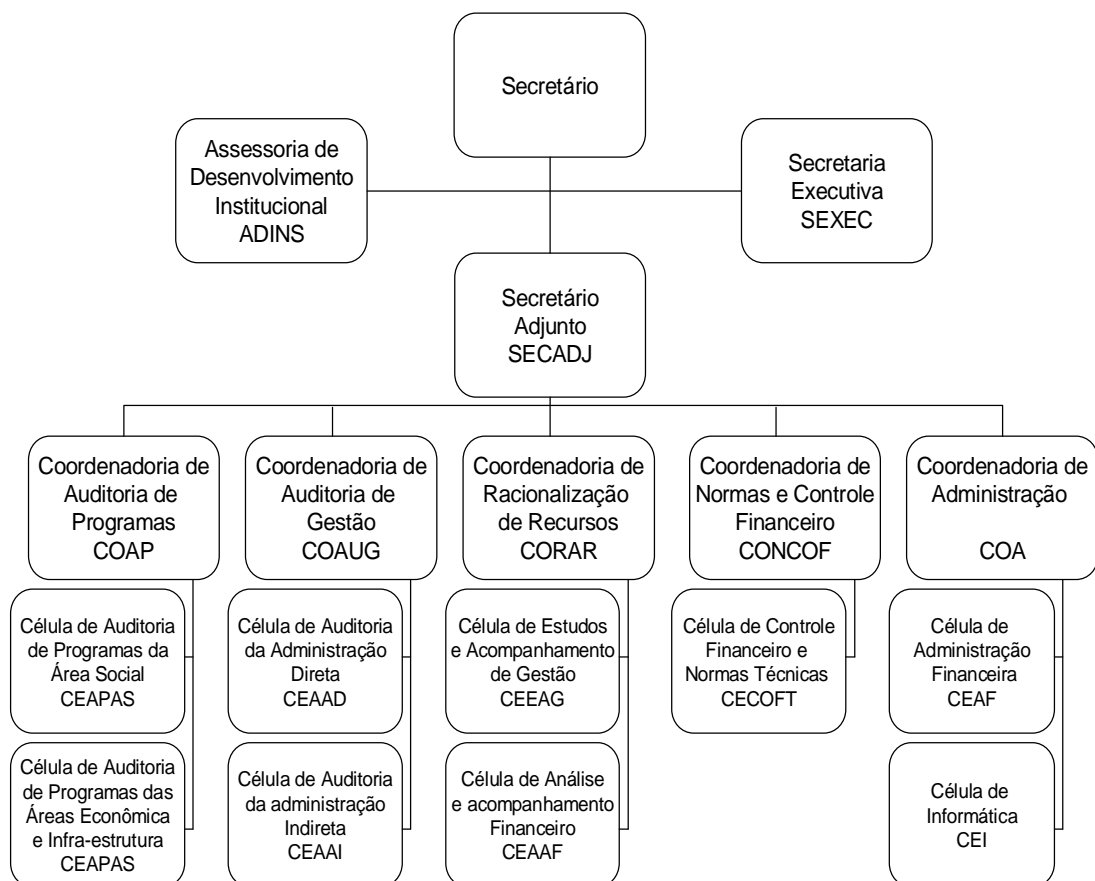 Secretário
Assessoria de
Desenvolvimento
Institucional
ADINS
Secretaria
Executiva
SEXEC
Secretário
Adjunto
SECADJ
Coordenadoria de
Auditoria de
Programas
COAP
Coordenadoria de
Auditoria de
Gestão
COAUG
Coordenadoria de
Racionalização
de Recursos
CORAR
Coordenadoria de
Normas e Controle
Financeiro
CONCOF
Coordenadoria de
Administração
COA
Célula de Auditoria
de Programas da
Área Social
CEAPAS
Célula de Auditoria
da Administração
Direta
CEAAD
Célula de Estudos
e Acompanhamento
de Gestão
CEEAG
Célula de Controle
Financeiro e
Normas Técnicas
CECOFT
Célula de
Administração
Financeira
CEAF
Célula de Auditoria
de Programas das
Áreas Econômica
e Infra-estrutura
CEAPAS
Célula de Auditoria
da administração
Indireta
CEAAI
Célula de Análise
e acompanhamento
Financeiro
CEAAF
Célula de
Informática
CEI